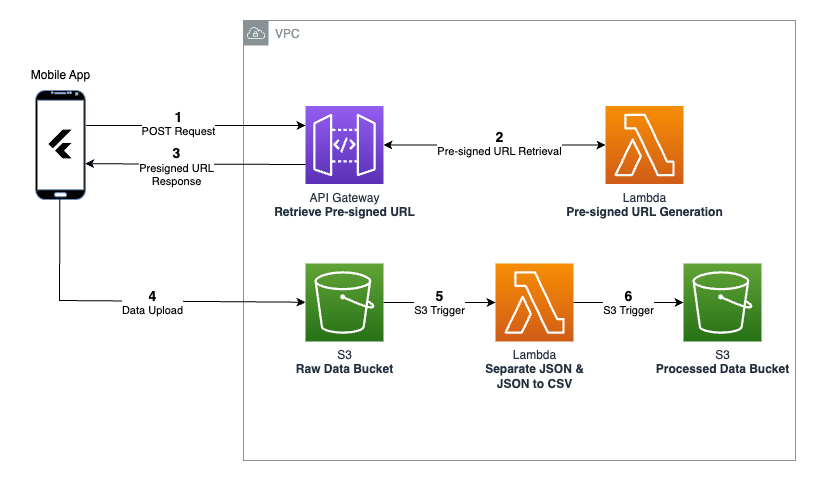 VPC
Mobile App
1
POST Request
3
Presigned URL
Response
2
Pre-signed URL Retrieval
API Gateway
Retrieve Pre-signed URL
Lambda
Pre-signed URL Generation
4
Data Upload
5
S3 Trigger
6
S3 Trigger
S3
Raw Data Bucket
Lambda
Separate JSON &
JSON to CSV
S3
Processed Data Bucket